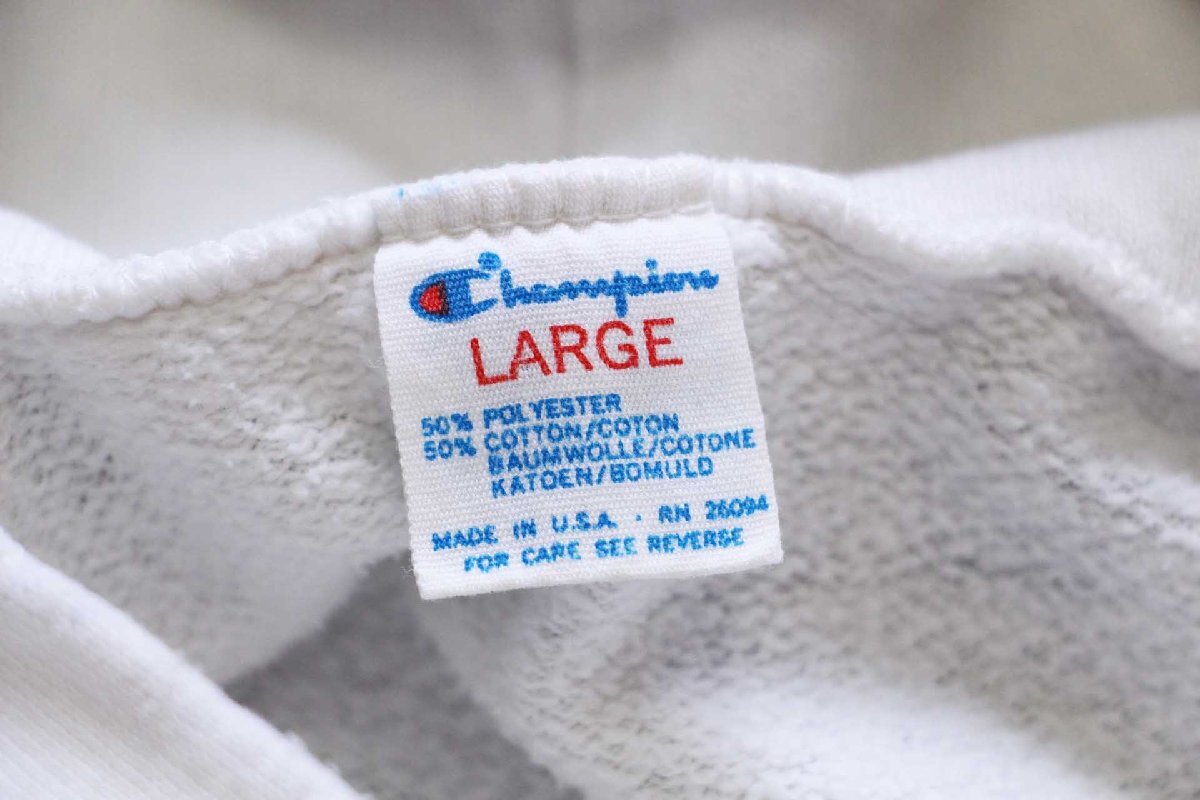 Champion
LARGE
50% POLYESTER
50% COTTON/COTON
BAUMWOLLE/COTONE
KATOEN/BOMULD
MADE IN U.S.A. · RN 26094
FOR CARE SEE REVERSE